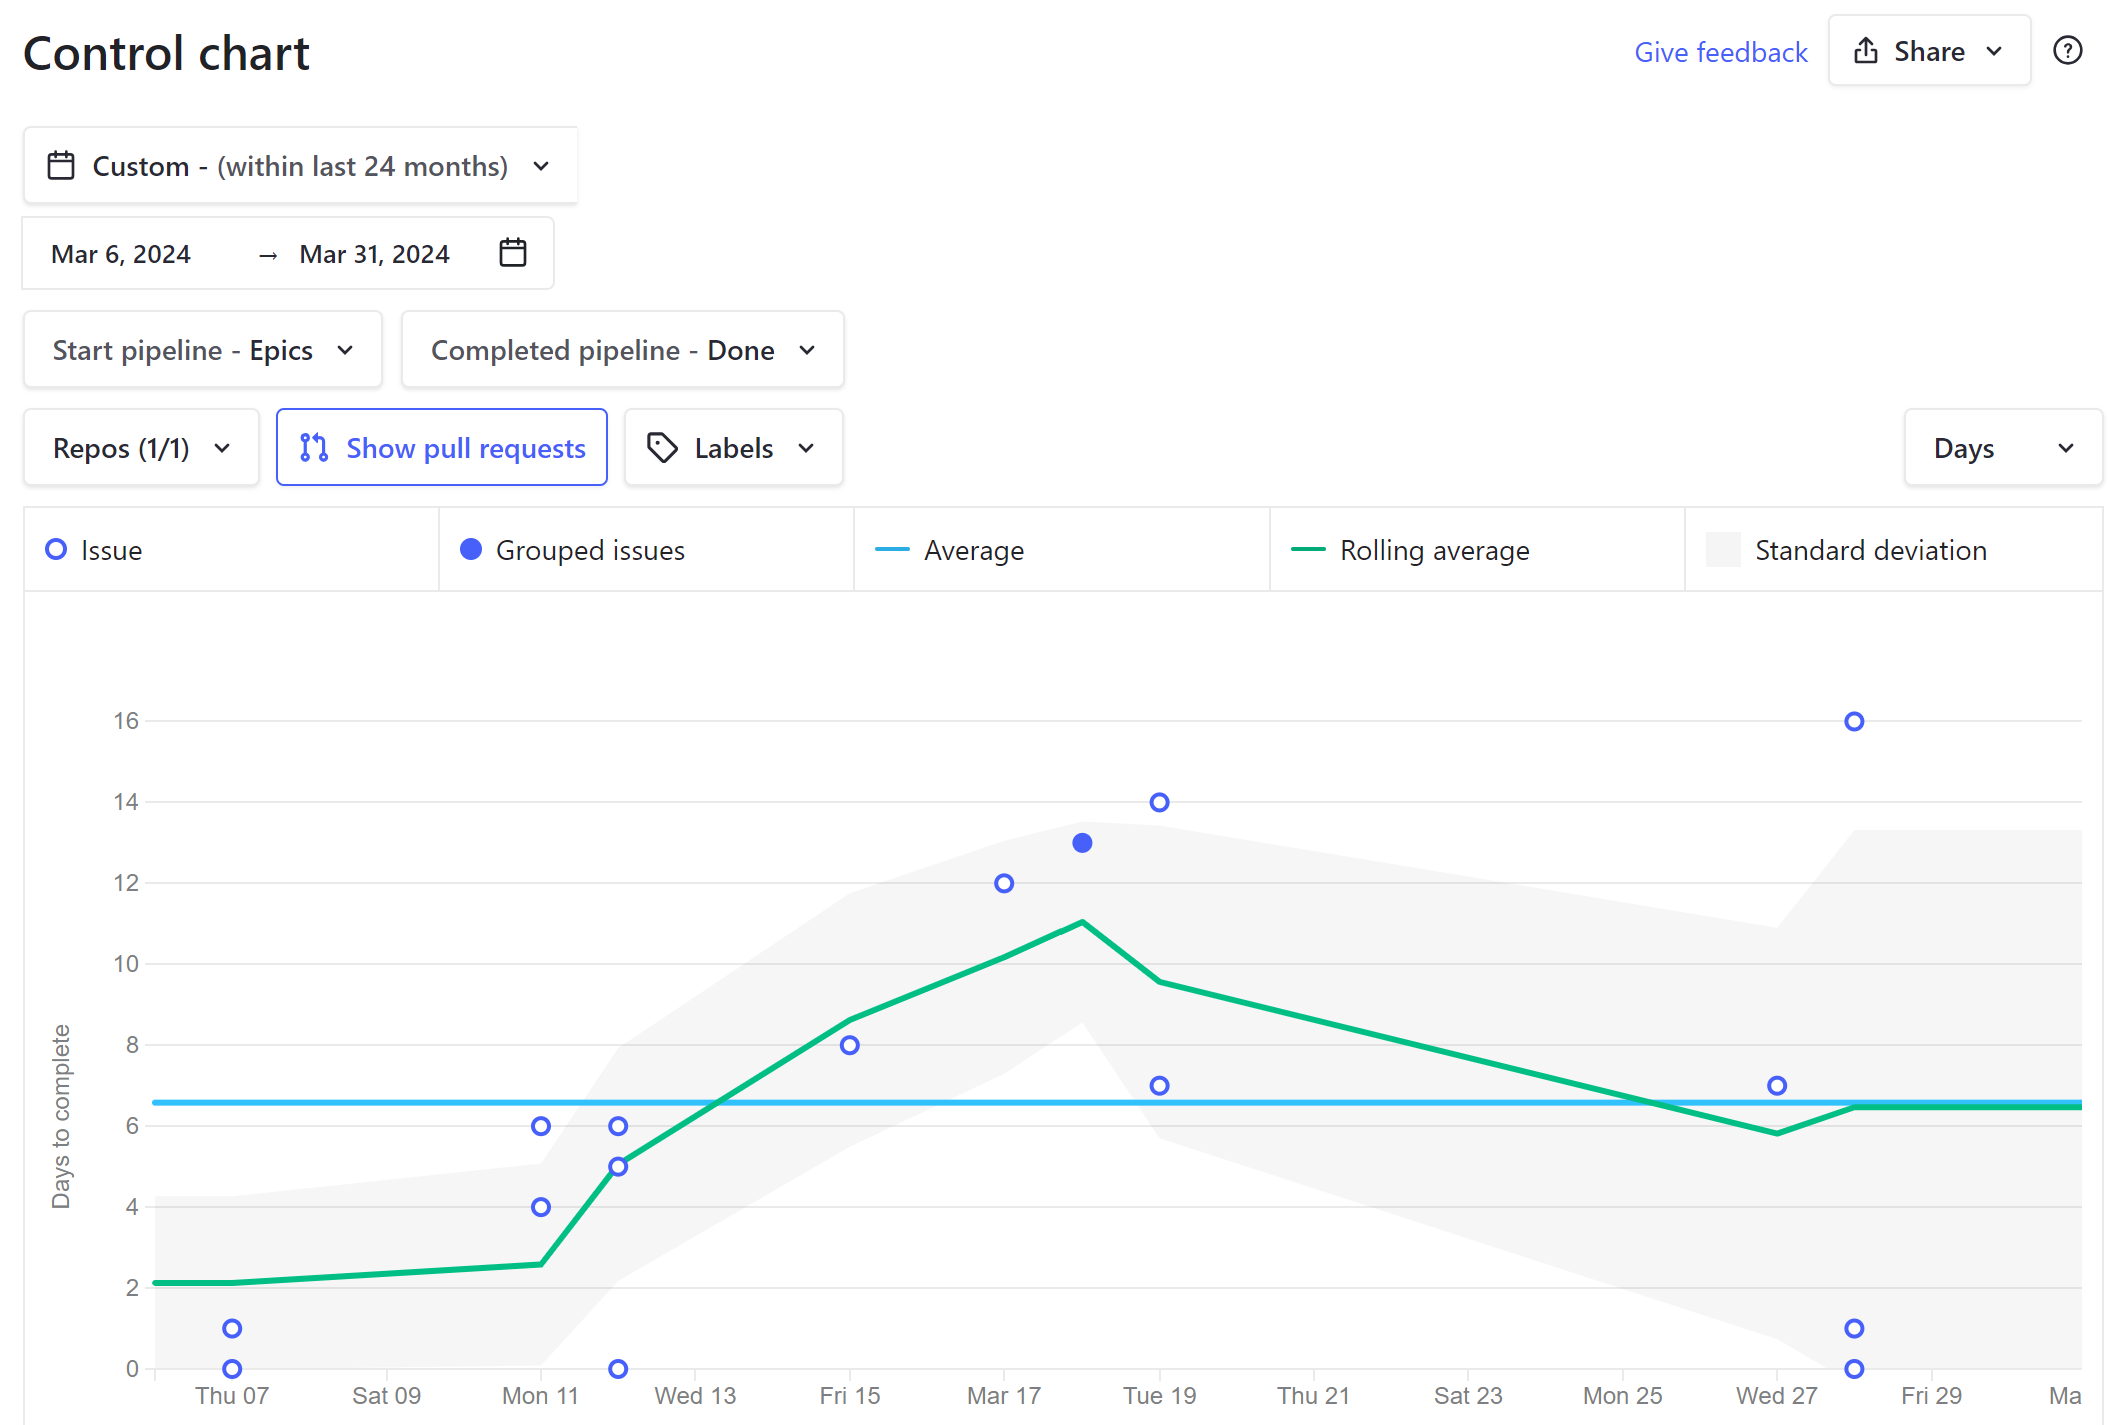 Control chart
Give feedback
Share
Custom - (within last 24 months)
Mar 6, 2024 → Mar 31, 2024
Start pipeline - Epics
Completed pipeline - Done
Repos (1/1)
Show pull requests
Labels
Days
Issue
Grouped issues
Average
Rolling average
Standard deviation
Days to complete
16
14
12
10
8
6
4
2
0
Thu 07
Sat 09
Mon 11
Wed 13
Fri 15
Mar 17
Tue 19
Thu 21
Sat 23
Mon 25
Wed 27
Fri 29
Ma